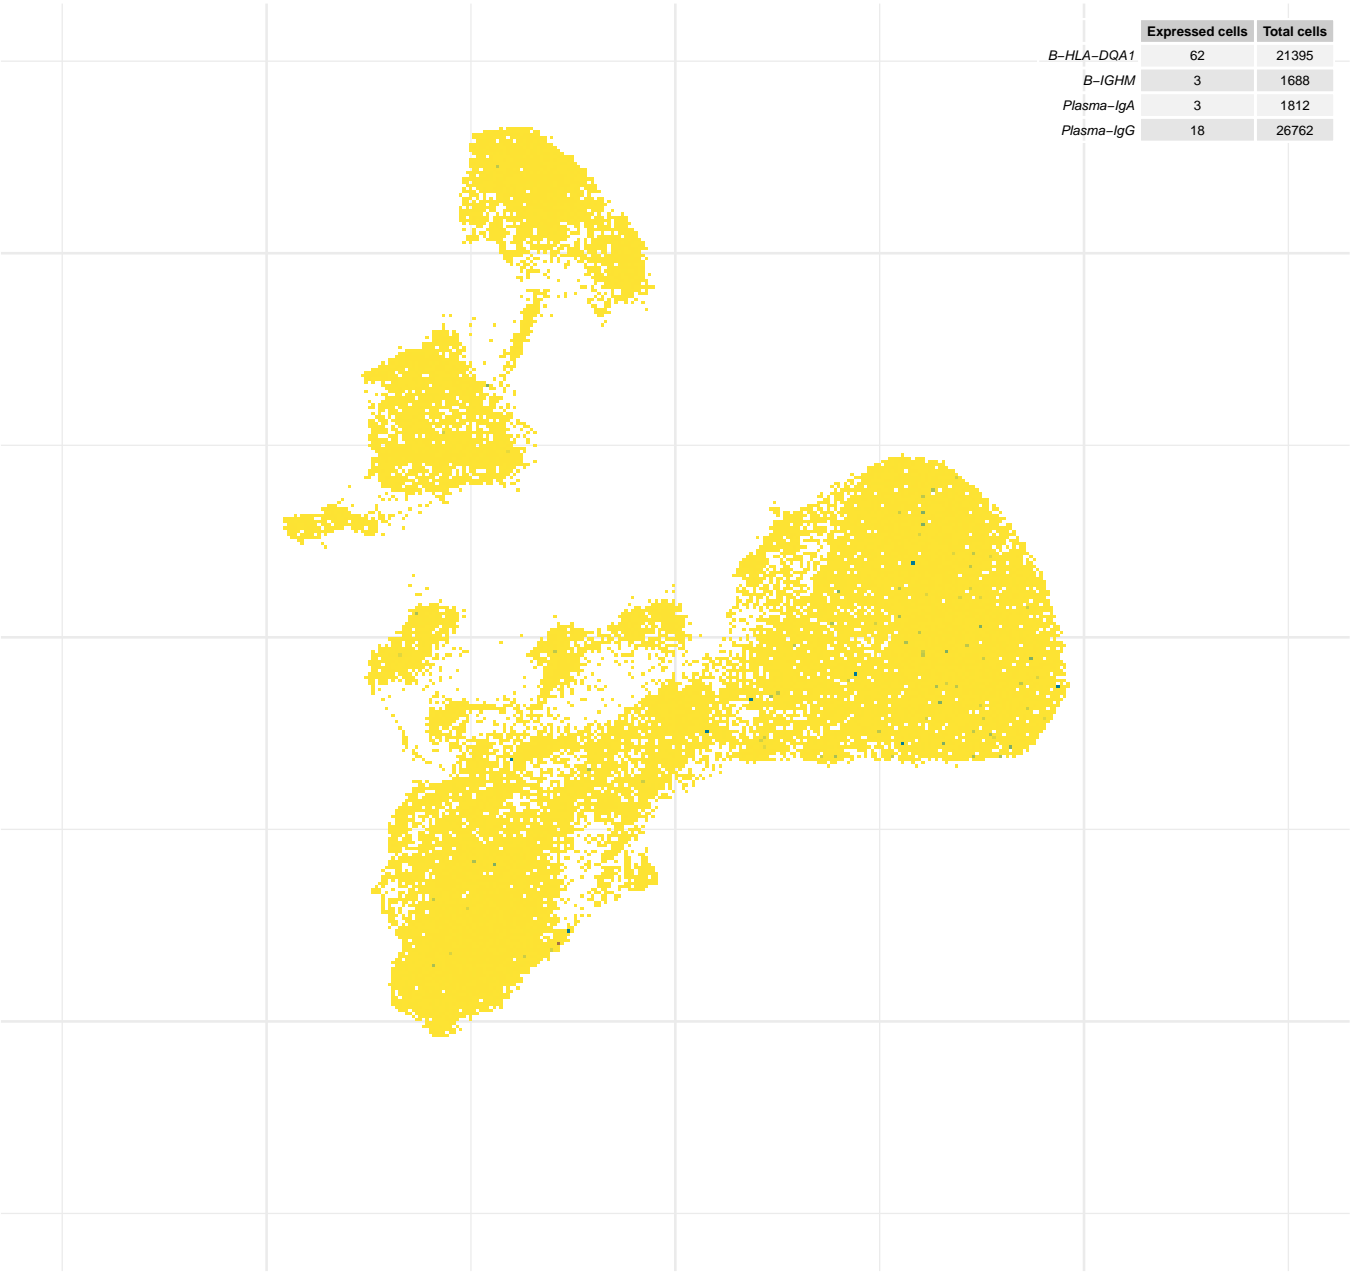 Expressed cells Total cells
B−HLA−DQA1 62 21395
B−IGHM 3 1688
Plasma−IgA 3 1812
Plasma−IgG 18 26762